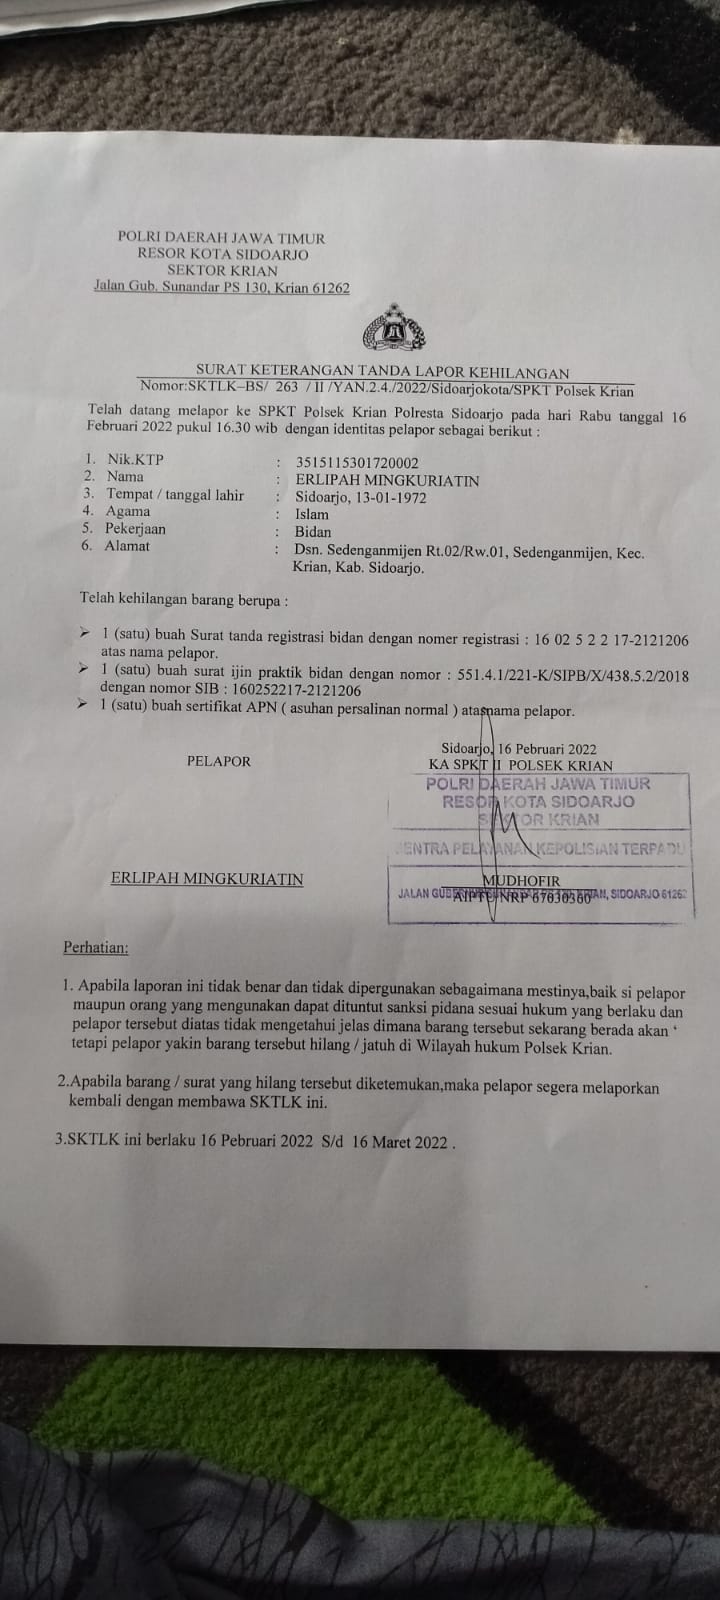 POLRI DAERAH JAWA TIMUR
RESOR KOTA SIDOARJO
SEKTOR KRIAN
Jalan Gub. Sunandar PS 130, Krian 61262
SURAT KETERANGAN TANDA LAPOR KEHILANGAN
Nomor:SKTLK–BS/ 263 / II /YAN.2.4./2022/Sidoarjokota/SPKT Polsek Krian
Telah datang melapor ke SPKT Polsek Krian Polresta Sidoarjo pada hari Rabu tanggal 16
Februari 2022 pukul 16.30 wib dengan identitas pelapor sebagai berikut :
1. Nik.KTP : 3515115301720002
2. Nama : ERLIPAH MINGKURIATIN
3. Tempat / tanggal lahir : Sidoarjo, 13-01-1972
4. Agama : Islam
5. Pekerjaan : Bidan
6. Alamat : Dsn. Sedenganmijen Rt.02/Rw.01, Sedenganmijen, Kec.
Krian, Kab. Sidoarjo.
Telah kehilangan barang berupa :
➢ 1 (satu) buah Surat tanda registrasi bidan dengan nomer registrasi : 16 02 5 2 2 17-2121206
atas nama pelapor.
➢ 1 (satu) buah surat ijin praktik bidan dengan nomor : 551.4.1/221-K/SIPB/X/438.5.2/2018
dengan nomor SIB : 160252217-2121206
➢ 1 (satu) buah sertifikat APN ( asuhan persalinan normal ) atasnama pelapor.
Sidoarjo, 16 Pebruari 2022
PELAPOR
KA SPKT II POLSEK KRIAN
POLRI DAERAH JAWA TIMUR
RESOR KOTA SIDOARJO
SEKTOR KRIAN
SENTRA PELAYANAN KEPOLISIAN TERPADU
ERLIPAH MINGKURIATIN
MUDHOFIR
AIPTU NRP 67030360
JALAN SIDOARJO 61262
Perhatian:
1. Apabila laporan ini tidak benar dan tidak dipergunakan sebagaimana mestinya,baik si pelapor
maupun orang yang mengunakan dapat dituntut sanksi pidana sesuai hukum yang berlaku dan
pelapor tersebut diatas tidak mengetahui jelas dimana barang tersebut sekarang berada akan ‘
tetapi pelapor yakin barang tersebut hilang / jatuh di Wilayah hukum Polsek Krian.
2.Apabila barang / surat yang hilang tersebut diketemukan,maka pelapor segera melaporkan
kembali dengan membawa SKTLK ini.
3.SKTLK ini berlaku 16 Pebruari 2022 S/d 16 Maret 2022 .